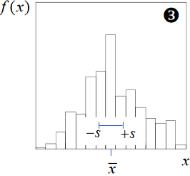 f(x) ❸
−s +s
x̅ x